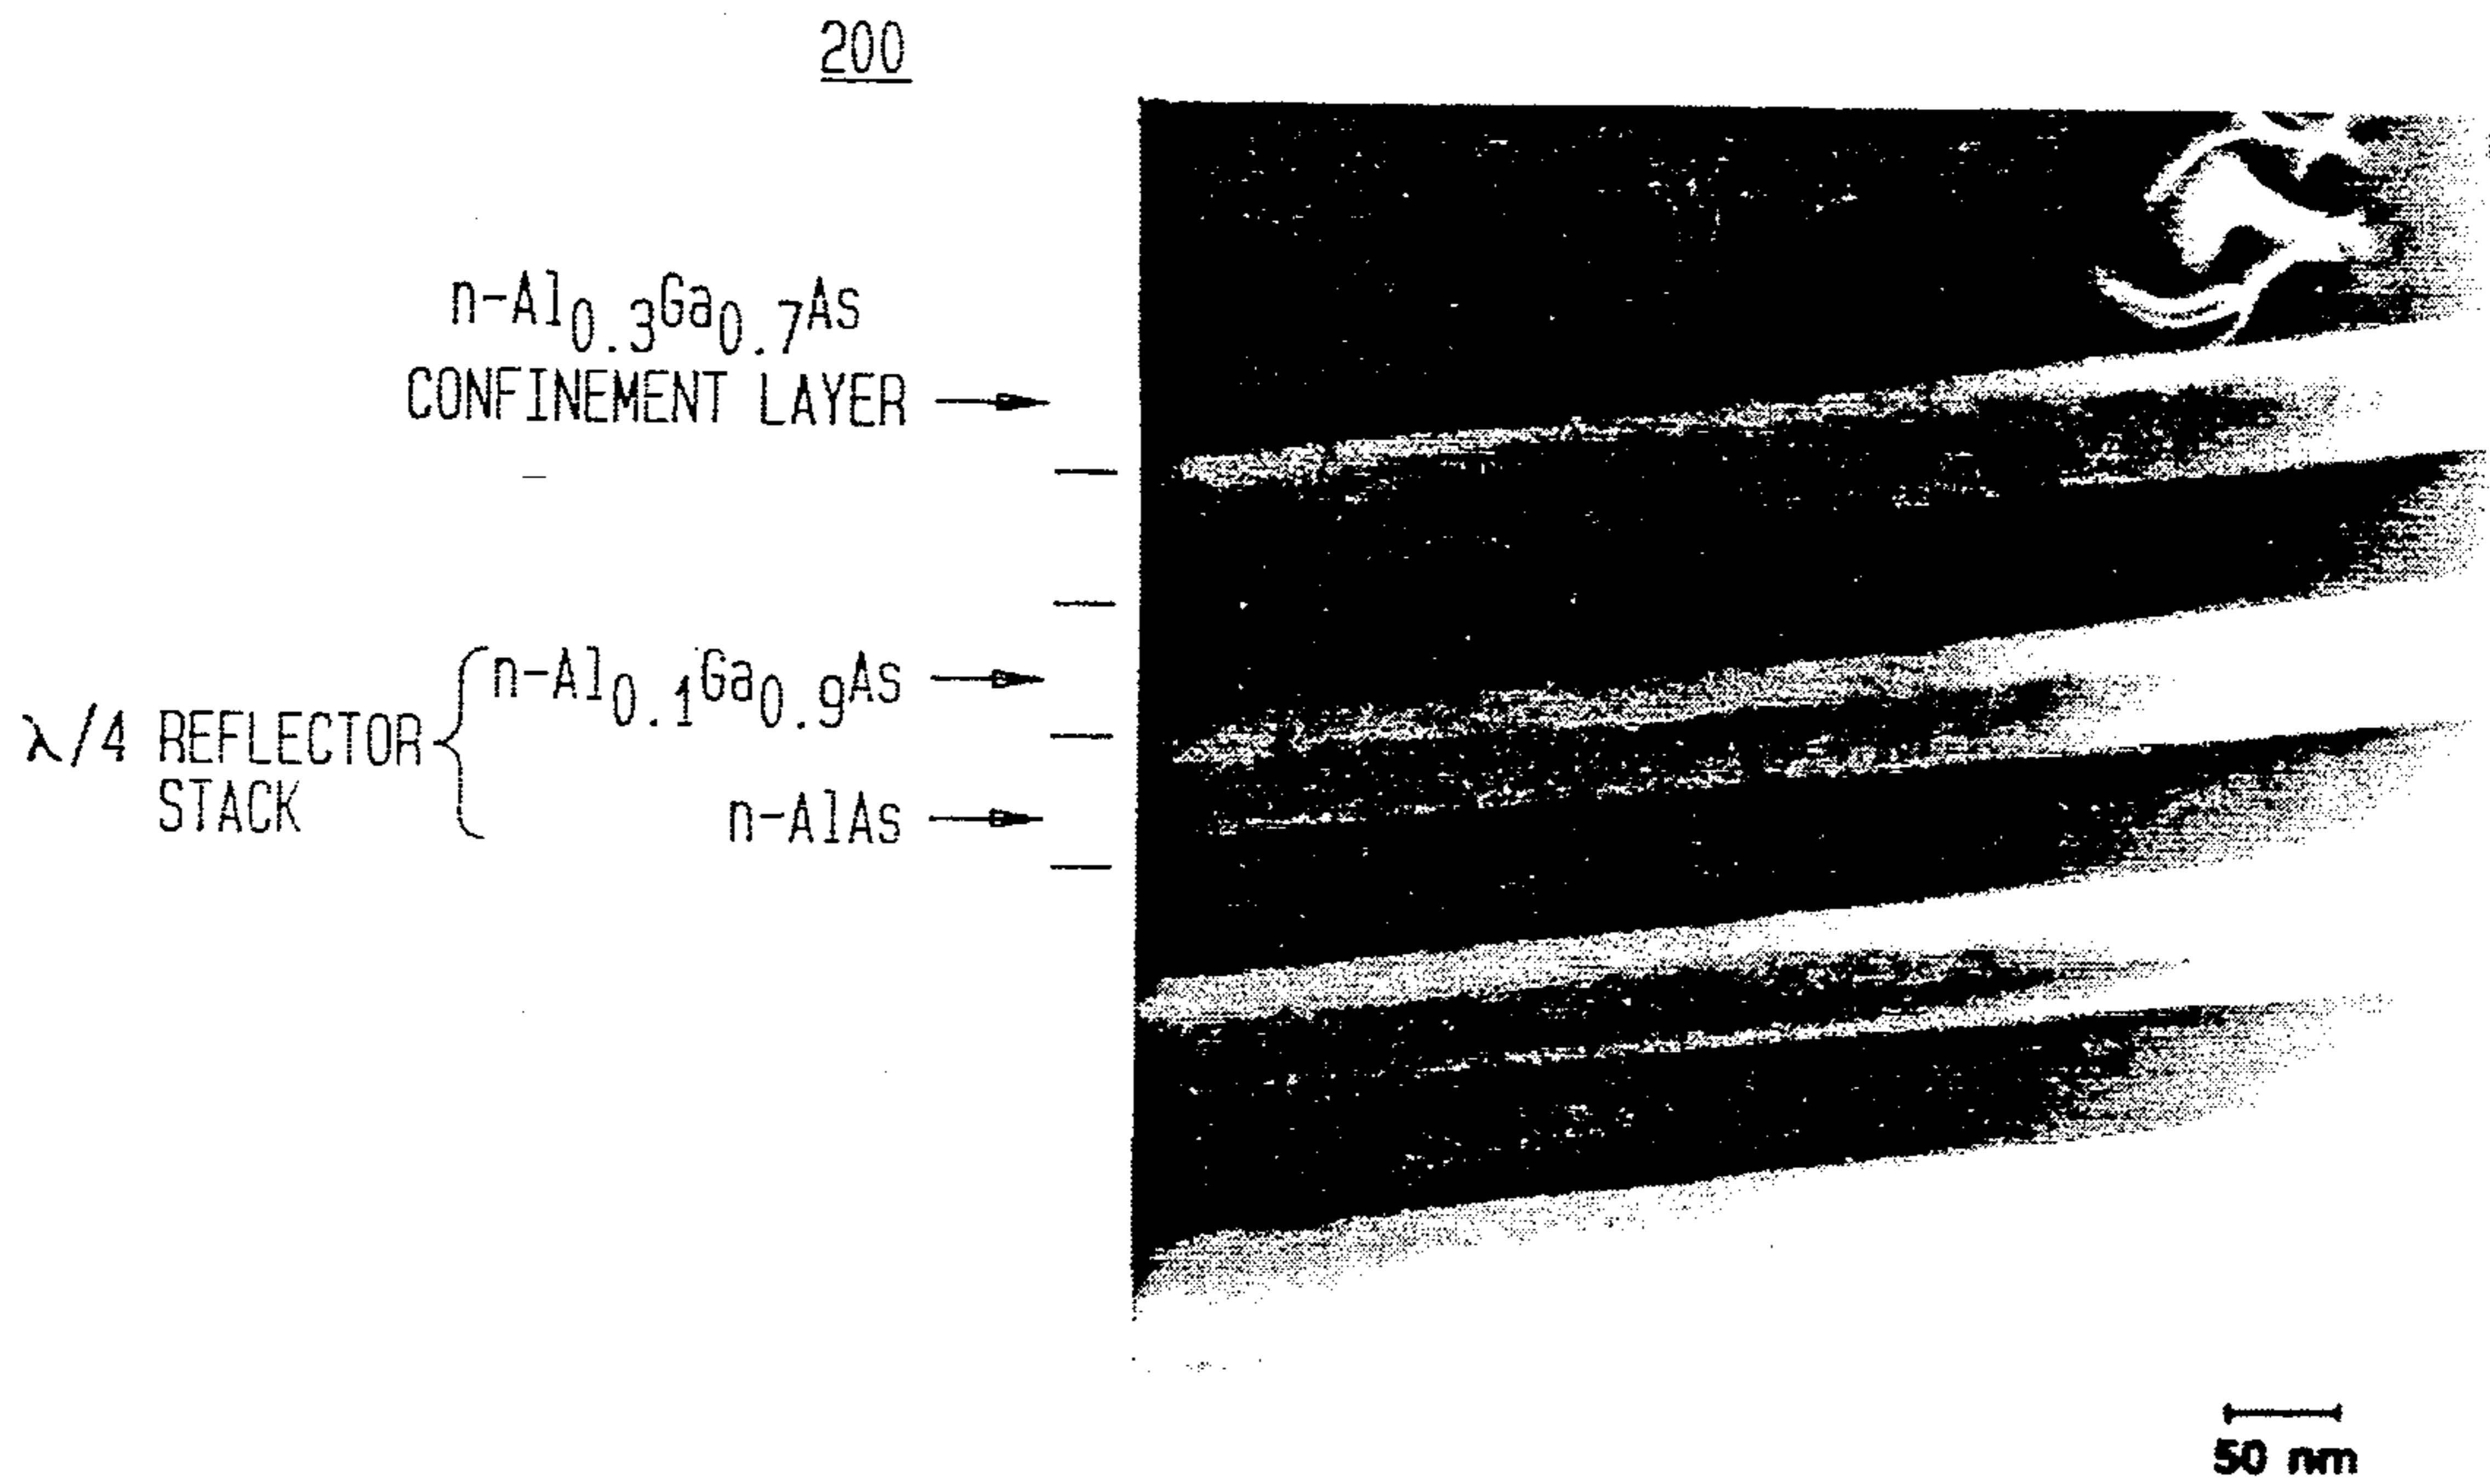 200
n-Al0.3Ga0.7As
CONFINEMENT LAYER
n-Al0.1Ga0.9As
λ/4 REFLECTOR
STACK
n-AlAs
50 nm